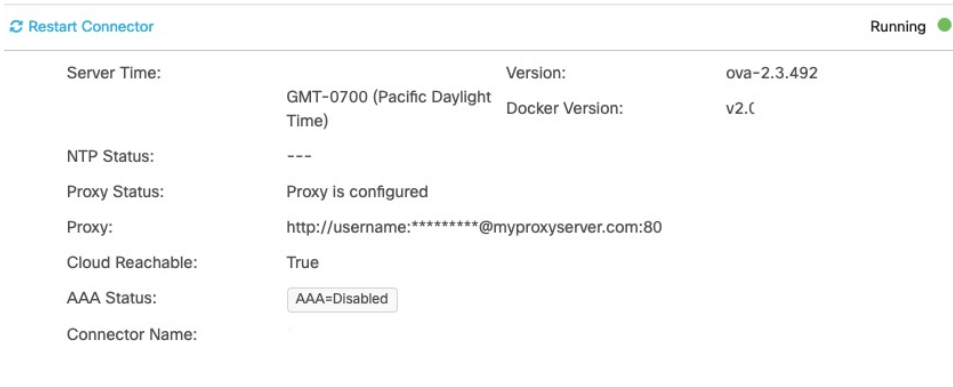 Restart Connector Running
Server Time: Version: ova-2.3.492
GMT-0700 (Pacific Daylight
Time) Docker Version:
NTP Status: ---
Proxy Status: Proxy is configured
Proxy: http://username:*********@myproxyserver.com:80
Cloud Reachable: True
AAA Status: AAA=Disabled
Connector Name: